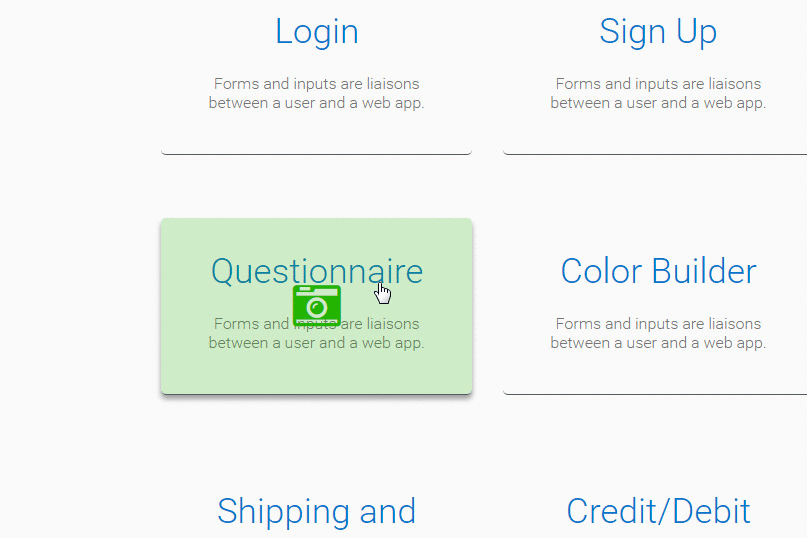 Login
Forms and inputs are liaisons
between a user and a web app.
Sign Up
Forms and inputs are liaisons
between a user and a web app.
Questionnaire
Forms and inputs are liaisons
between a user and a web app.
Color Builder
Forms and inputs are liaisons
between a user and a web app.
Shipping and
Credit/Debit